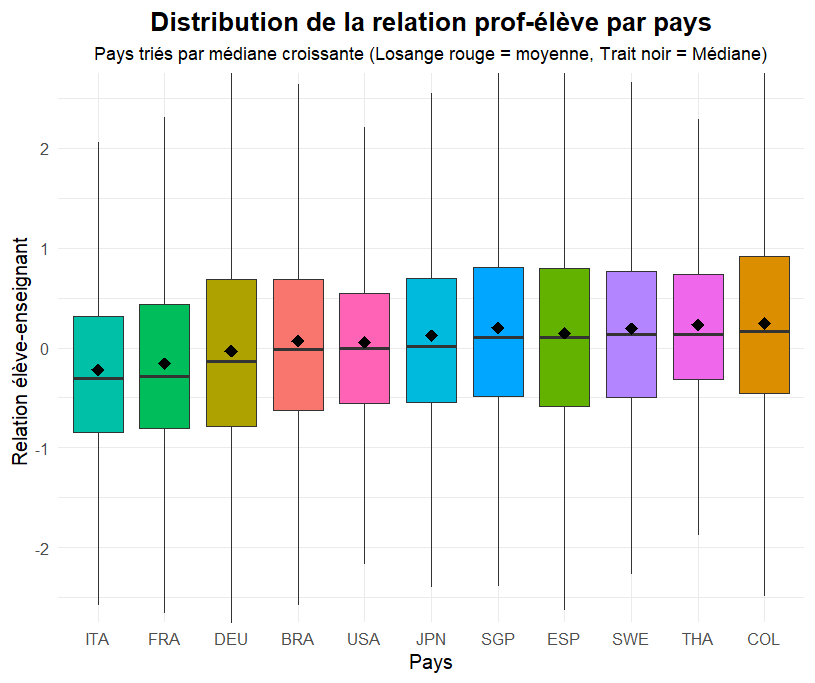 Distribution de la relation prof-élève par pays
Pays triés par médiane croissante (Losange rouge = moyenne, Trait noir = Médiane)
Relation élève-enseignant
2
1
0
-1
-2
ITA FRA DEU BRA USA JPN SGP ESP SWE THA COL
Pays